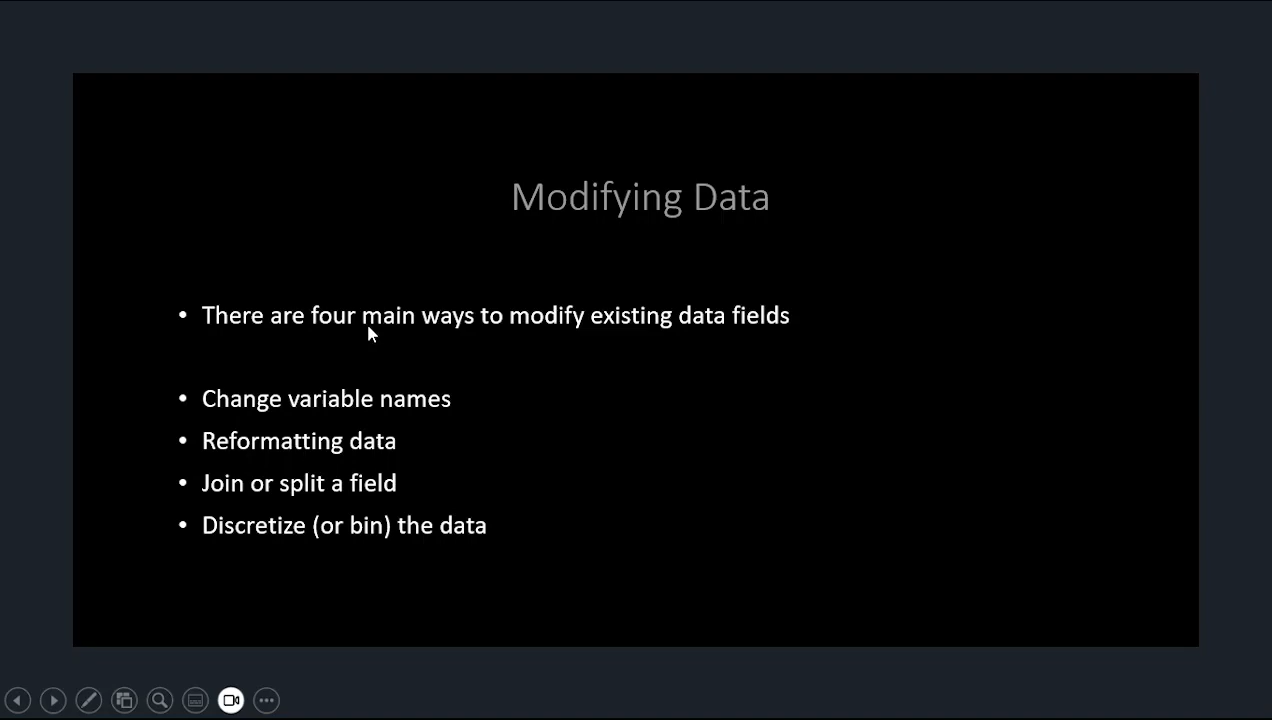 Modifying Data
• There are four main ways to modify existing data fields
• Change variable names
• Reformatting data
• Join or split a field
• Discretize (or bin) the data